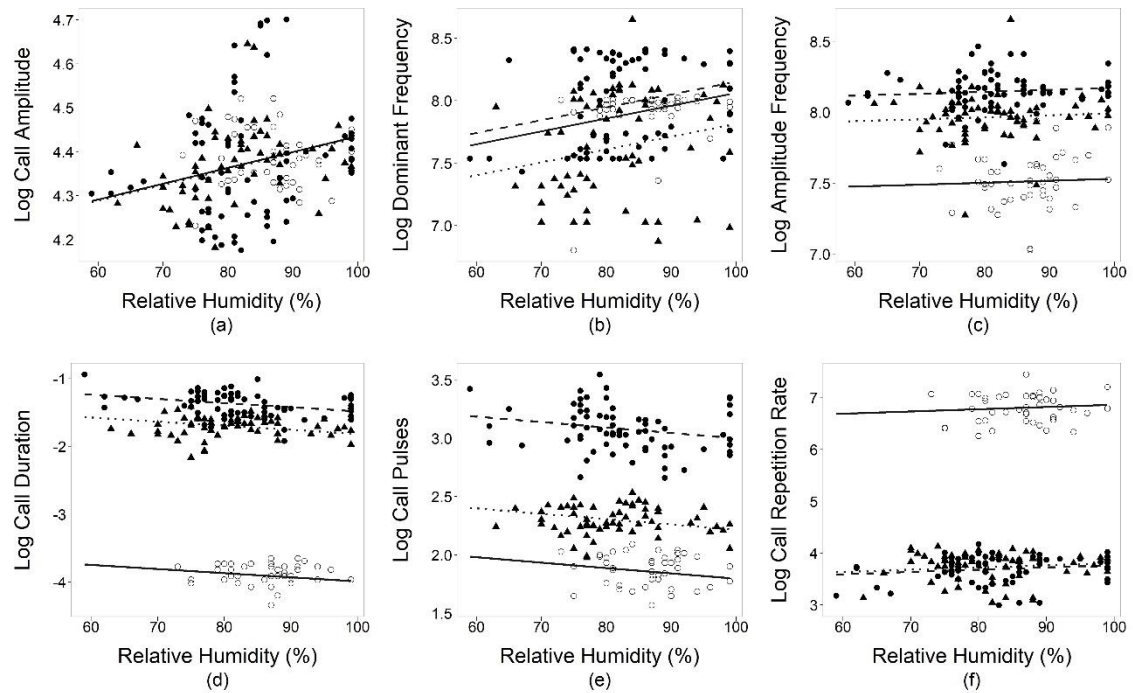 Log Call Amplitude
4.7
4.6
4.5
4.4
4.3
4.2
60 70 80 90 100
Relative Humidity (%)
(a)
Log Dominant Frequency
8.5
8.0
7.5
7.0
60 70 80 90 100
Relative Humidity (%)
(b)
Log Amplitude Frequency
8.5
8.0
7.5
7.0
60 70 80 90 100
Relative Humidity (%)
(c)
Log Call Duration
-1
-2
-3
-4
60 70 80 90 100
Relative Humidity (%)
(d)
Log Call Pulses
3.5
3.0
2.5
2.0
1.5
60 70 80 90 100
Relative Humidity (%)
(e)
Log Call Repetition Rate
7
6
4
3
60 70 80 90 100
Relative Humidity (%)
(f)